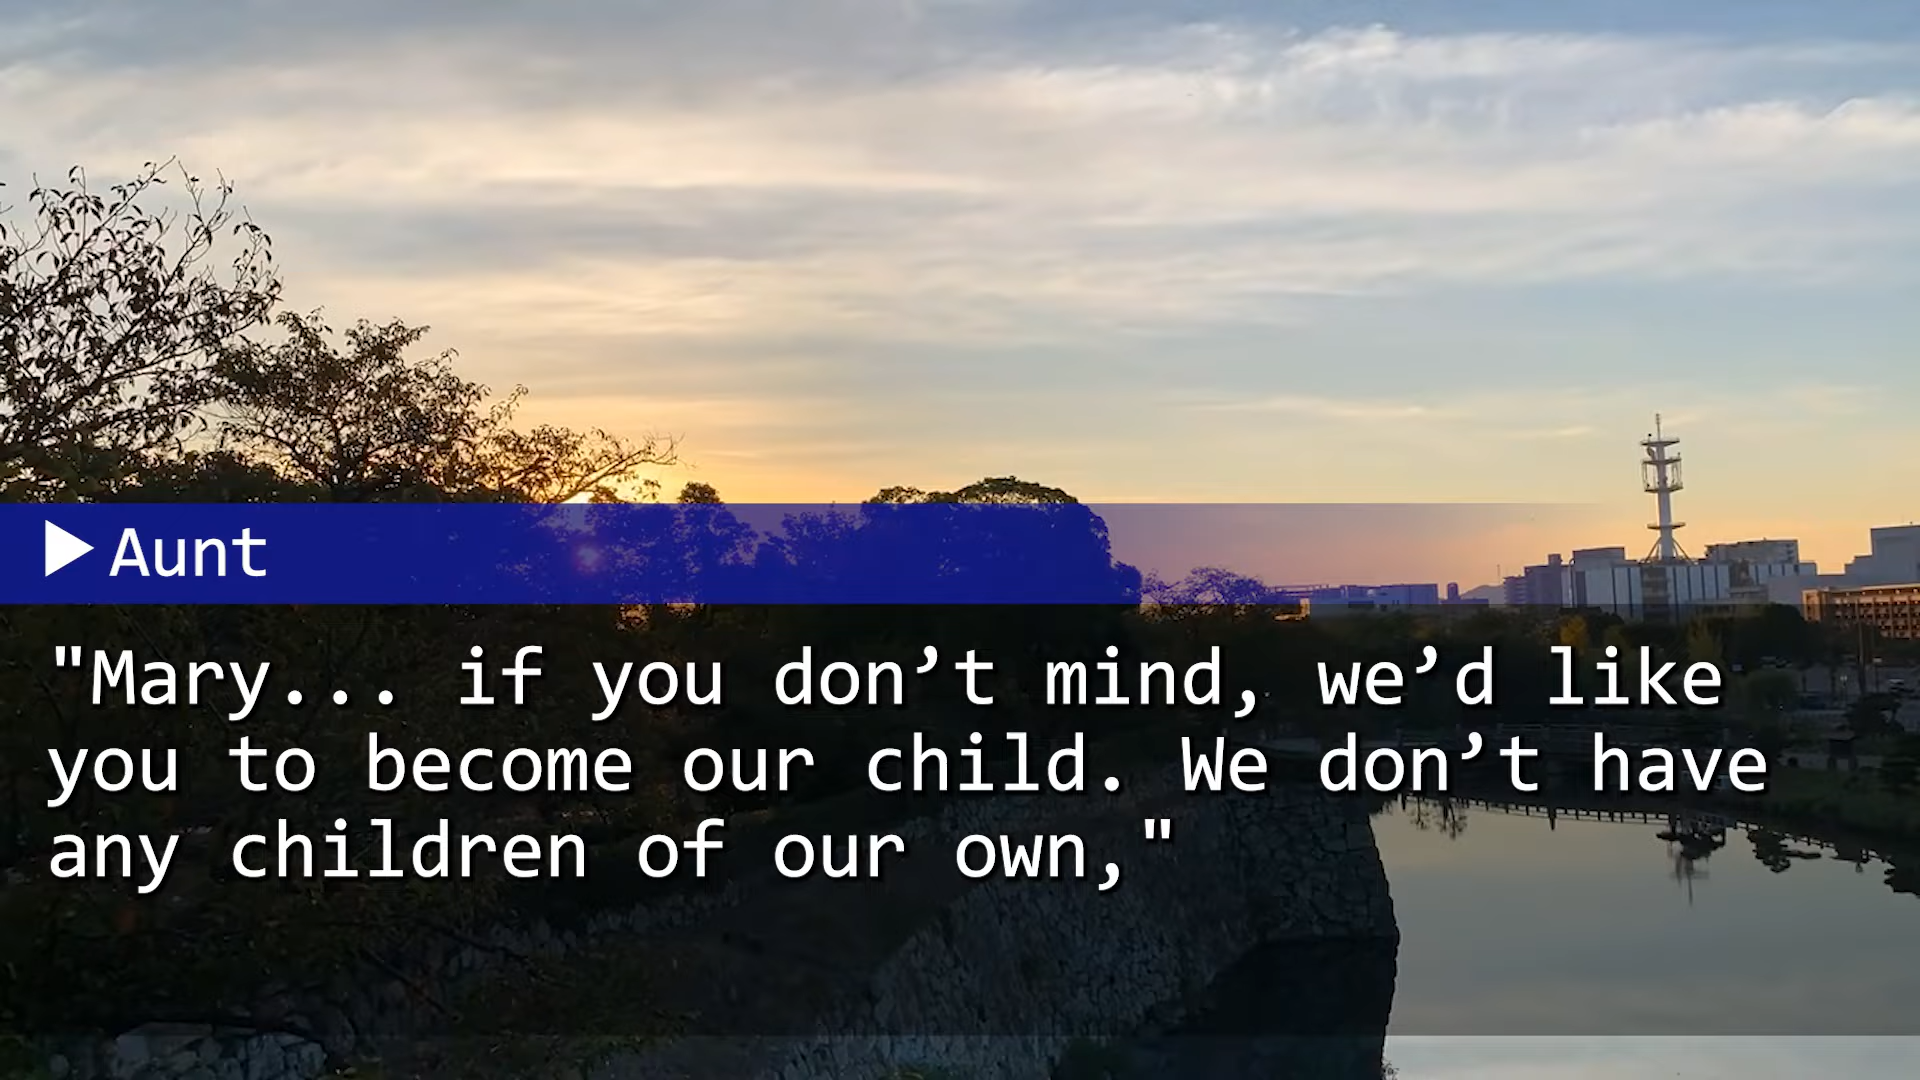 Aunt
"Mary... if you don’t mind, we’d like
you to become our child. We don’t have
any children of our own,"